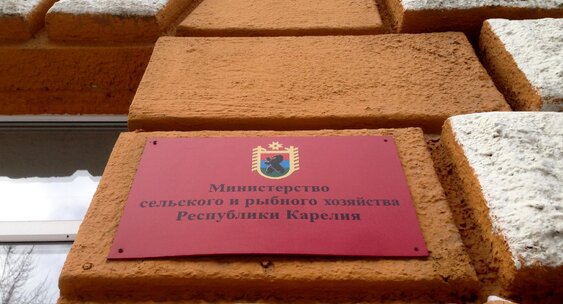 Министерство
сельского и рыбного хозяйства
Республики Карелия